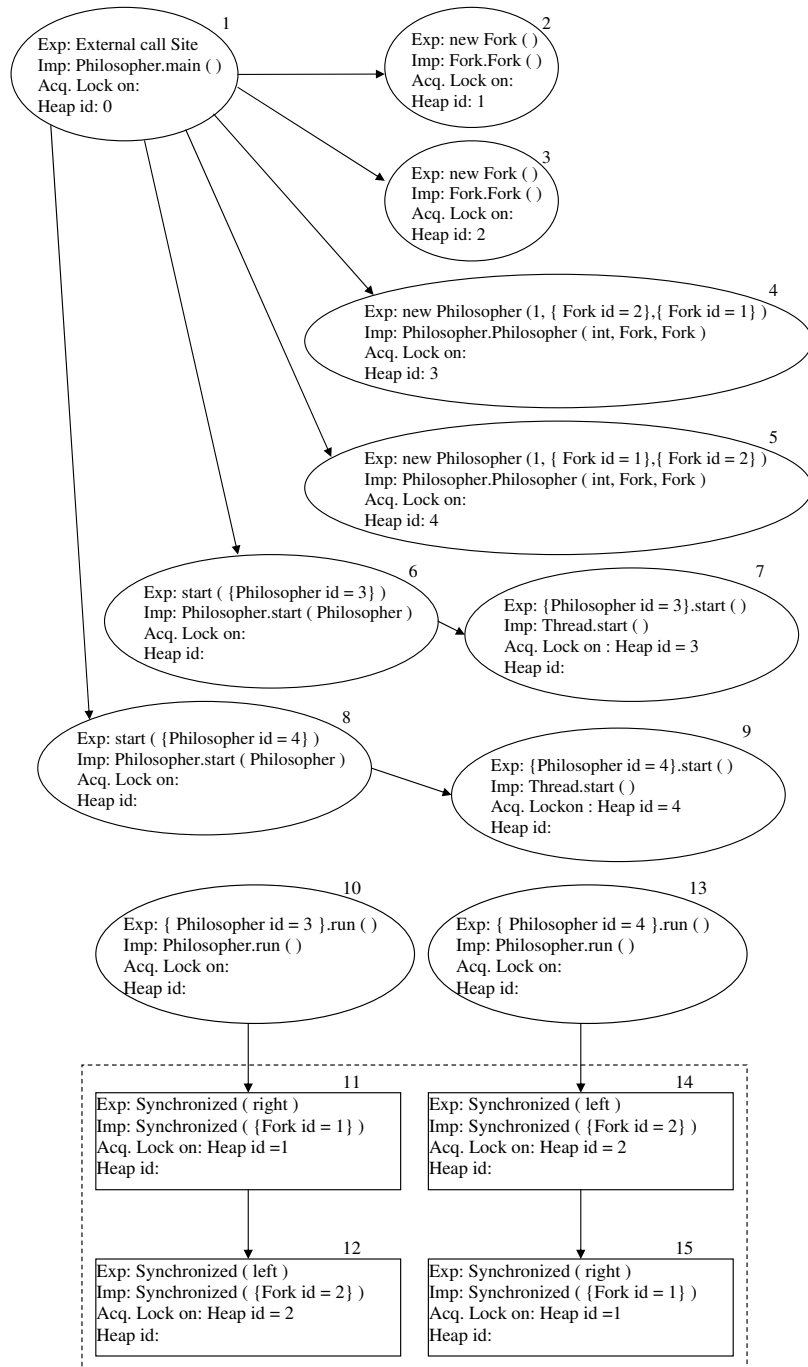 1
Exp: External call Site
Imp: Philosopher.main ( )
Acq. Lock on:
Heap id: 0
2
Exp: new Fork ( )
Imp: Fork.Fork ( )
Acq. Lock on:
Heap id: 1
3
Exp: new Fork ( )
Imp: Fork.Fork ( )
Acq. Lock on:
Heap id: 2
4
Exp: new Philosopher (1, { Fork id = 2},{ Fork id = 1} )
Imp: Philosopher.Philosopher ( int, Fork, Fork )
Acq. Lock on:
Heap id: 3
5
Exp: new Philosopher (1, { Fork id = 1},{ Fork id = 2} )
Imp: Philosopher.Philosopher ( int, Fork, Fork )
Acq. Lock on:
Heap id: 4
6
Exp: start ( {Philosopher id = 3} )
Imp: Philosopher.start ( Philosopher )
Acq. Lock on:
Heap id:
7
Exp: {Philosopher id = 3}.start ( )
Imp: Thread.start ( )
Acq. Lock on : Heap id = 3
Heap id:
8
Exp: start ( {Philosopher id = 4} )
Imp: Philosopher.start ( Philosopher )
Acq. Lock on:
Heap id:
9
Exp: {Philosopher id = 4}.start ( )
Imp: Thread.start ( )
Acq. Lockon : Heap id = 4
Heap id:
10
Exp: { Philosopher id = 3 }.run ( )
Imp: Philosopher.run ( )
Acq. Lock on:
Heap id:
13
Exp: { Philosopher id = 4 }.run ( )
Imp: Philosopher.run ( )
Acq. Lock on:
Heap id:
11
Exp: Synchronized ( right )
Imp: Synchronized ( {Fork id = 1} )
Acq. Lock on: Heap id =1
Heap id:
14
Exp: Synchronized ( left )
Imp: Synchronized ( {Fork id = 2} )
Acq. Lock on: Heap id = 2
Heap id:
12
Exp: Synchronized ( left )
Imp: Synchronized ( {Fork id = 2} )
Acq. Lock on: Heap id = 2
Heap id:
15
Exp: Synchronized ( right )
Imp: Synchronized ( {Fork id = 1} )
Acq. Lock on: Heap id =1
Heap id: